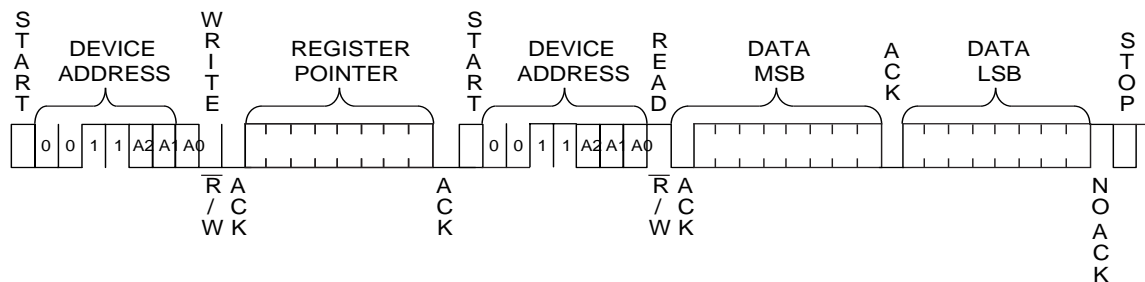 START
DEVICE
ADDRESS
WRITE
REGISTER
POINTER
START
DEVICE
ADDRESS
READ
DATA
MSB
ACK
DATA
LSB
STOP
0 0 1 1 A2 A1 A0
0 0 1 1 A2 A1 A0
R̅/W
ACK
ACK
R̅/W
ACK
NO ACK